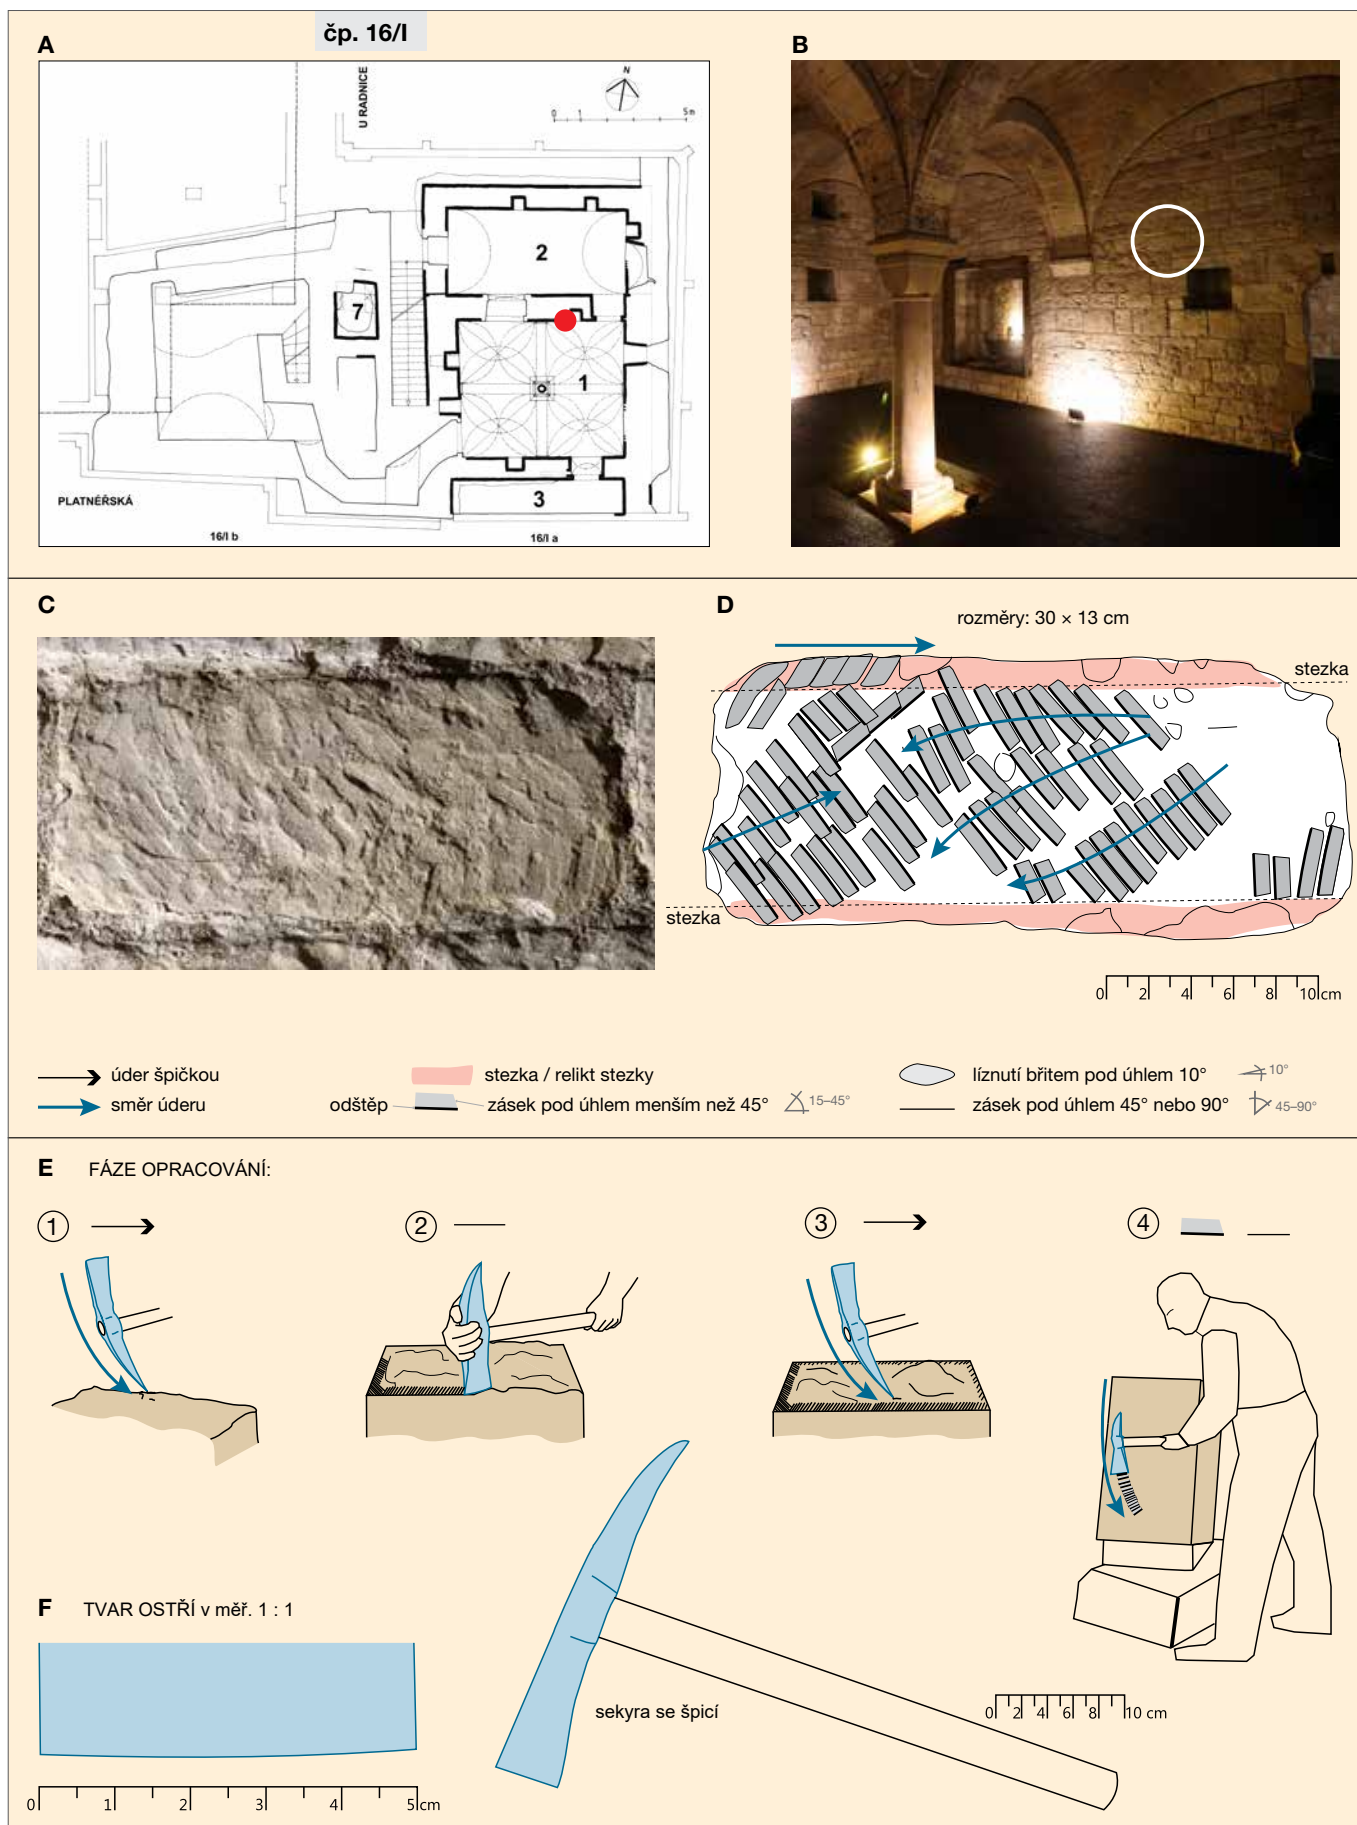 čp. 16/I
A
U RADNICE
N
0 1 5m
2
7
1
3
PLATNÉŘSKÁ
16/I b
16/I a
B
C
D
rozměry: 30 × 13 cm
stezka
stezka
0 2 4 6 8 10 cm
úder špičkou
směr úderu
stezka / relikt stezky
odštěp
zásek pod úhlem menším než 45°
15–45°
líznutí břitem pod úhlem 10°
10°
zásek pod úhlem 45° nebo 90°
45–90°
E FÁZE OPRACOVÁNÍ:
1
2
3
4
F TVAR OSTŘÍ v měř. 1 : 1
0 1 2 3 4 5 cm
sekyra se špicí
0 2 4 6 8 10 cm